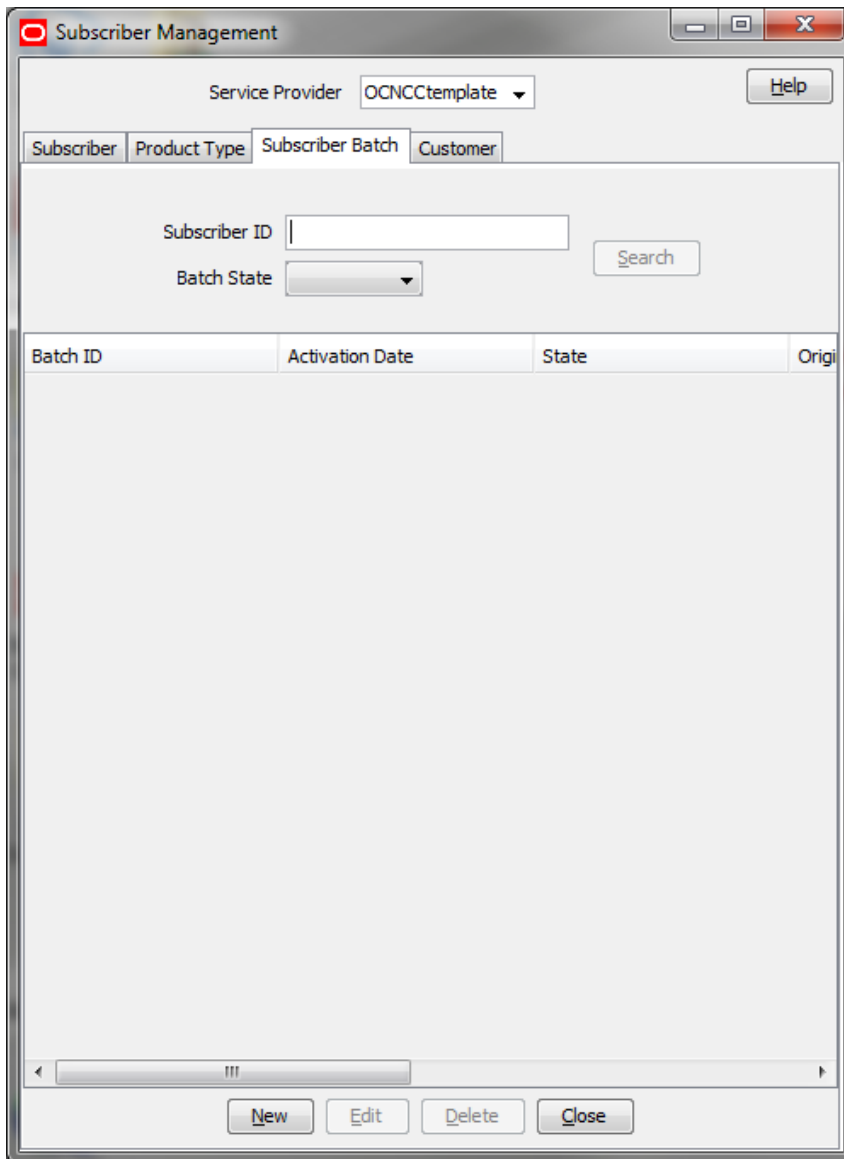 Subscriber Management
Service Provider OCNCCtemplate Help
Subscriber Product Type Subscriber Batch Customer
Subscriber ID
Search
Batch State
Batch ID Activation Date State Origi
New Edit Delete Close